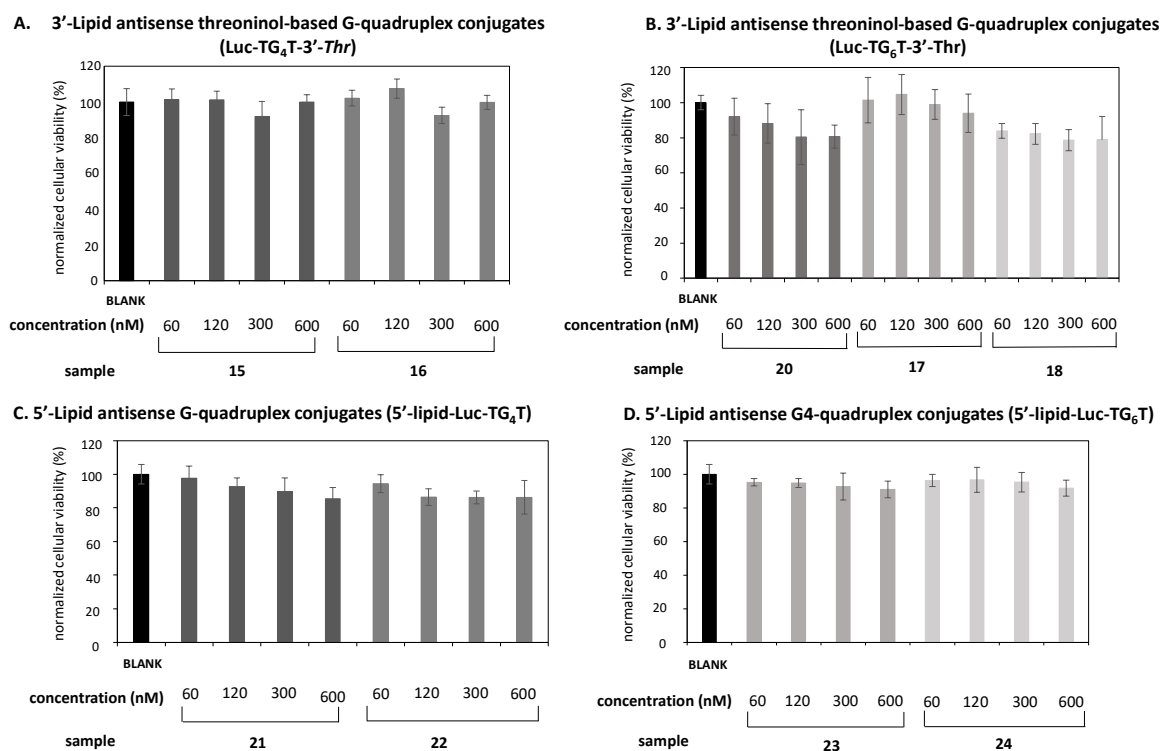 A. 3’-Lipid antisense threoninol-based G-quadruplex conjugates
(Luc-TG4T-3’-Thr)
120
100
80
60
40
20
0
normalized cellular viability (%)
BLANK
concentration (nM) 60 120 300 600 60 120 300 600
sample 15 16
B. 3’-Lipid antisense threoninol-based G-quadruplex conjugates
(Luc-TG6T-3’-Thr)
120
100
80
60
40
20
0
normalized cellular viability (%)
BLANK
concentration (nM) 60 120 300 600 60 120 300 600 60 120 300 600
sample 20 17 18
C. 5’-Lipid antisense G-quadruplex conjugates (5’-lipid-Luc-TG4T)
120
100
80
60
40
20
0
normalized cellular viability (%)
BLANK
concentration (nM) 60 120 300 600 60 120 300 600
sample 21 22
D. 5’-Lipid antisense G4-quadruplex conjugates (5’-lipid-Luc-TG6T)
120
100
80
60
40
20
0
normalized cellular viability (%)
BLANK
concentration (nM) 60 120 300 600 60 120 300 600
sample 23 24